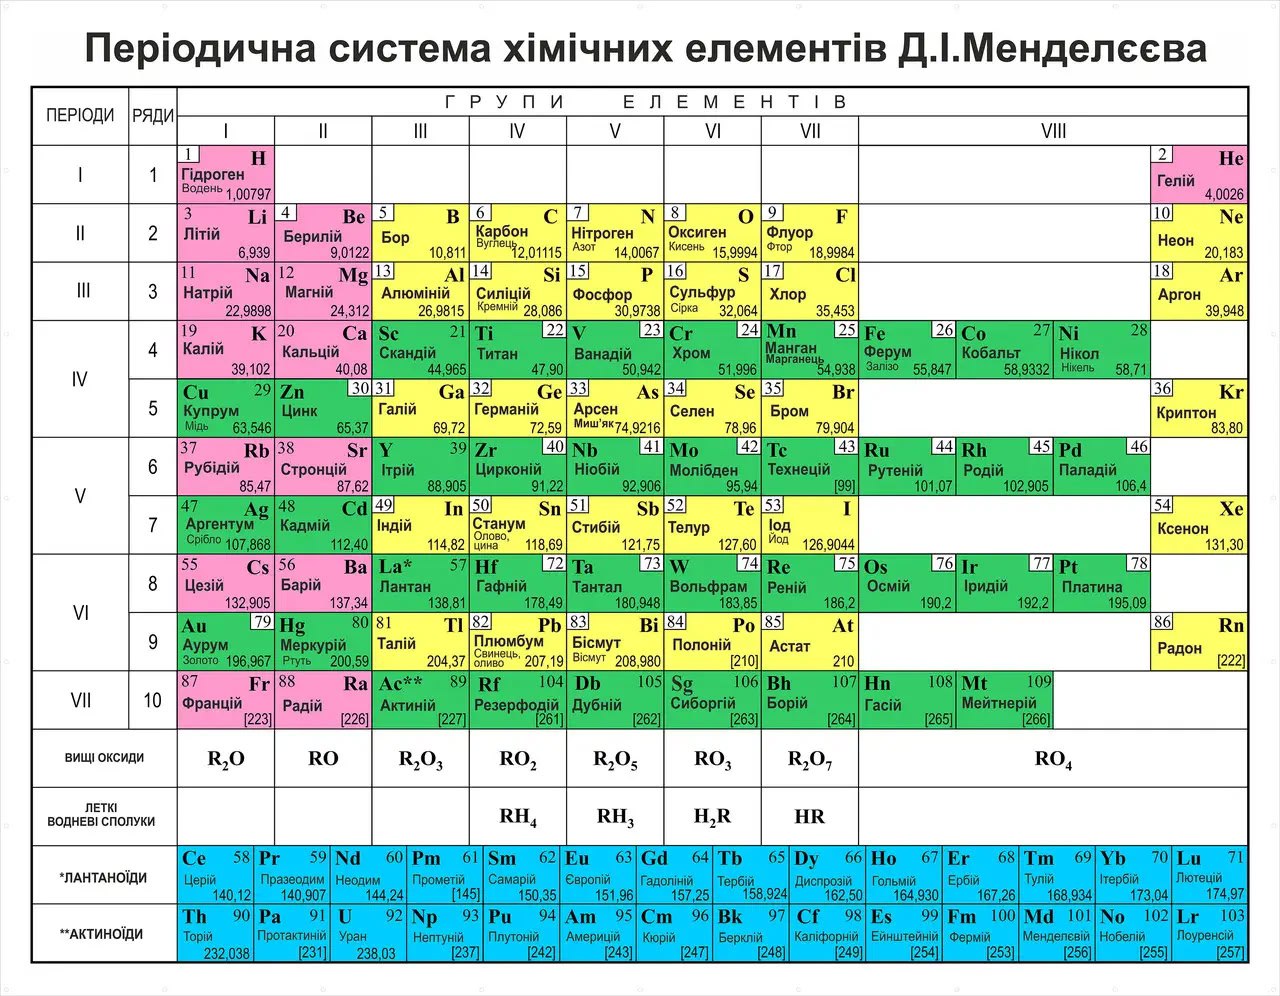 Періодична система хімічних елементів Д.І.Менделєєва
ПЕРІОДИ РЯДИ ГРУПИ ЕЛЕМЕНТІВ
I II III IV V VI VII VIII
I 1
1 H Гідроген Водень 1,00797
2 He Гелій 4,0026
II 2
3 Li Літій 6,939
4 Be Берилій 9,0122
5 B Бор 10,811
6 C Карбон Вуглець 12,01115
7 N Нітроген Азот 14,0067
8 O Оксиген Кисень 15,9994
9 F Флуор Фтор 18,9984
10 Ne Неон 20,183
III 3
11 Na Натрій 22,9898
12 Mg Магній 24,312
13 Al Алюміній 26,9815
14 Si Силіцій Кремній 28,086
15 P Фосфор 30,9738
16 S Сульфур Сірка 32,064
17 Cl Хлор 35,453
18 Ar Аргон 39,948
IV 4
19 K Калій 39,102
20 Ca Кальцій 40,08
Sc 21 Скандій 44,965
Ti 22 Титан 47,90
V 23 Ванадій 50,942
Cr 24 Хром 51,996
Mn 25 Манган Марганець 54,938
Fe 26 Ферум Залізо 55,847
Co 27 Кобальт 58,9332
Ni 28 Нікол Нікель 58,71
5
Cu 29 Купрум Мідь 63,546
Zn 30 Цинк 65,37
31 Ga Галій 69,72
32 Ge Германій 72,59
33 As Арсен Миш’як 74,9216
34 Se Селен 78,96
35 Br Бром 79,904
36 Kr Криптон 83,80
V 6
37 Rb Рубідій 85,47
38 Sr Стронцій 87,62
Y 39 Ітрій 88,905
Zr 40 Цирконій 91,22
Nb 41 Ніобій 92,906
Mo 42 Молібден 95,94
Tc 43 Технецій [99]
Ru 44 Рутеній 101,07
Rh 45 Родій 102,905
Pd 46 Паладій 106,4
7
47 Ag Аргентум Срібло 107,868
48 Cd Кадмій 112,40
49 In Індій 114,82
50 Sn Станум Олово, цина 118,69
51 Sb Стибій 121,75
52 Te Телур 127,60
53 I Іод Йод 126,9044
54 Xe Ксенон 131,30
VI 8
55 Cs Цезій 132,905
56 Ba Барій 137,34
La* 57 Лантан 138,81
Hf 72 Гафній 178,49
Ta 73 Тантал 180,948
W 74 Вольфрам 183,85
Re 75 Реній 186,2
Os 76 Осмій 190,2
Ir 77 Іридій 192,2
Pt 78 Платина 195,09
9
Au 79 Аурум Золото 196,967
Hg 80 Меркурій Ртуть 200,59
81 Tl Талій 204,37
82 Pb Плюмбум Свинець, оливо 207,19
83 Bi Бісмут Вісмут 208,980
84 Po Полоній [210]
85 At Астат 210
86 Rn Радон [222]
VII 10
87 Fr Францій [223]
88 Ra Радій [226]
Ac** 89 Актиній [227]
Rf 104 Резерфодій [261]
Db 105 Дубній [262]
Sg 106 Сиборгій [263]
Bh 107 Борій [264]
Hn 108 Гасій [265]
Mt 109 Мейтнерій [266]
ВИЩІ ОКСИДИ R₂O RO R₂O₃ RO₂ R₂O₅ RO₃ R₂O₇ RO₄
ЛЕТКІ
ВОДНЕВІ СПОЛУКИ RH₄ RH₃ H₂R HR
*ЛАНТАНОЇДИ
Ce 58 Церій 140,12
Pr 59 Празеодим 140,907
Nd 60 Неодим 144,24
Pm 61 Прометій [145]
Sm 62 Самарій 150,35
Eu 63 Європій 151,96
Gd 64 Гадоліній 157,25
Tb 65 Тербій 158,924
Dy 66 Диспрозій 162,50
Ho 67 Гольмій 164,930
Er 68 Ербій 167,26
Tm 69 Тулій 168,934
Yb 70 Ітербій 173,04
Lu 71 Лютецій 174,97
**АКТИНОЇДИ
Th 90 Торій 232,038
Pa 91 Протактиній [231]
U 92 Уран 238,03
Np 93 Нептуній [237]
Pu 94 Плутоній [242]
Am 95 Америцій [243]
Cm 96 Кюрій [247]
Bk 97 Берклій [248]
Cf 98 Каліфорній [249]
Es 99 Ейнштейній [254]
Fm 100 Фермій [253]
Md 101 Менделєвій [256]
No 102 Нобелій [255]
Lr 103 Лоуренсій [257]